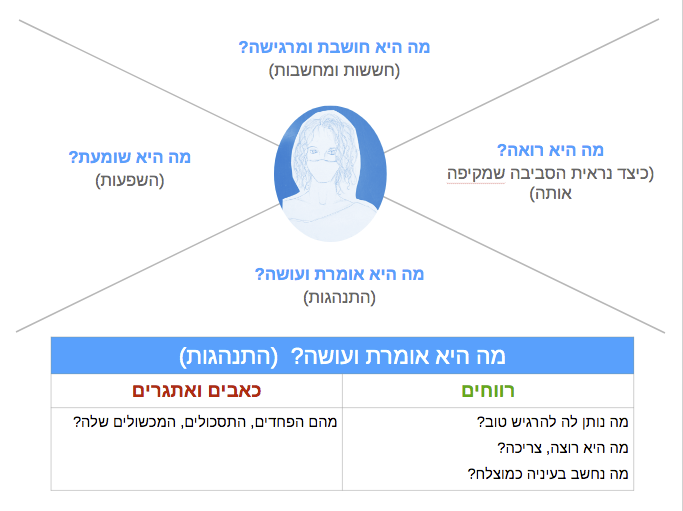 מה היא חושבת ומרגישה?
(חששות ומחשבות)
מה היא רואה?
(כיצד נראית הסביבה שמקיפה
אותה)
מה היא שומעת?
(השפעות)
מה היא אומרת ועושה?
(התנהגות)
מה היא אומרת ועושה? (התנהגות)
רווחים
כאבים ואתגרים
מה נותן לה להרגיש טוב?
מה היא רוצה, צריכה?
מה נחשב בעיניה כמוצלח?
מהם הפחדים, התסכולים, המכשולים שלה?